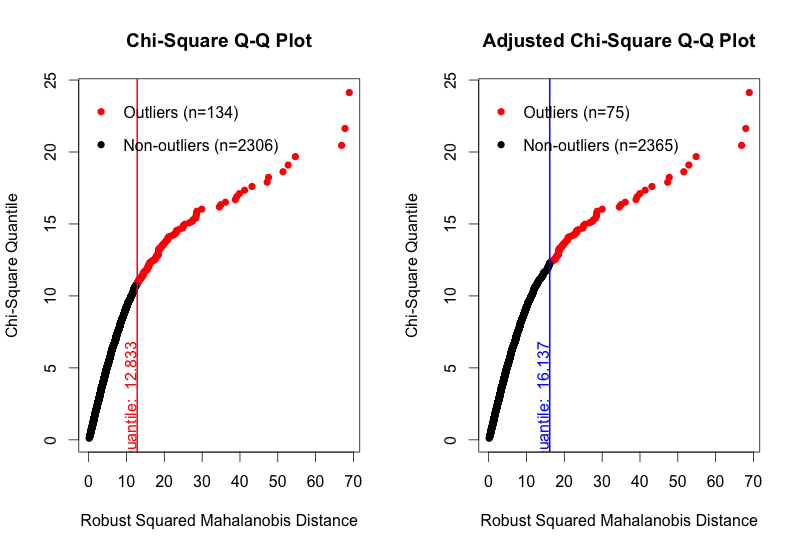 Chi-Square Q-Q Plot
Chi-Square Quantile
25
20
15
10
5
0
Outliers (n=134)
Non-outliers (n=2306)
uantile: 12.833
0 10 20 30 40 50 60 70
Robust Squared Mahalanobis Distance
Adjusted Chi-Square Q-Q Plot
Chi-Square Quantile
25
20
15
10
5
0
Outliers (n=75)
Non-outliers (n=2365)
uantile: 16.137
0 10 20 30 40 50 60 70
Robust Squared Mahalanobis Distance